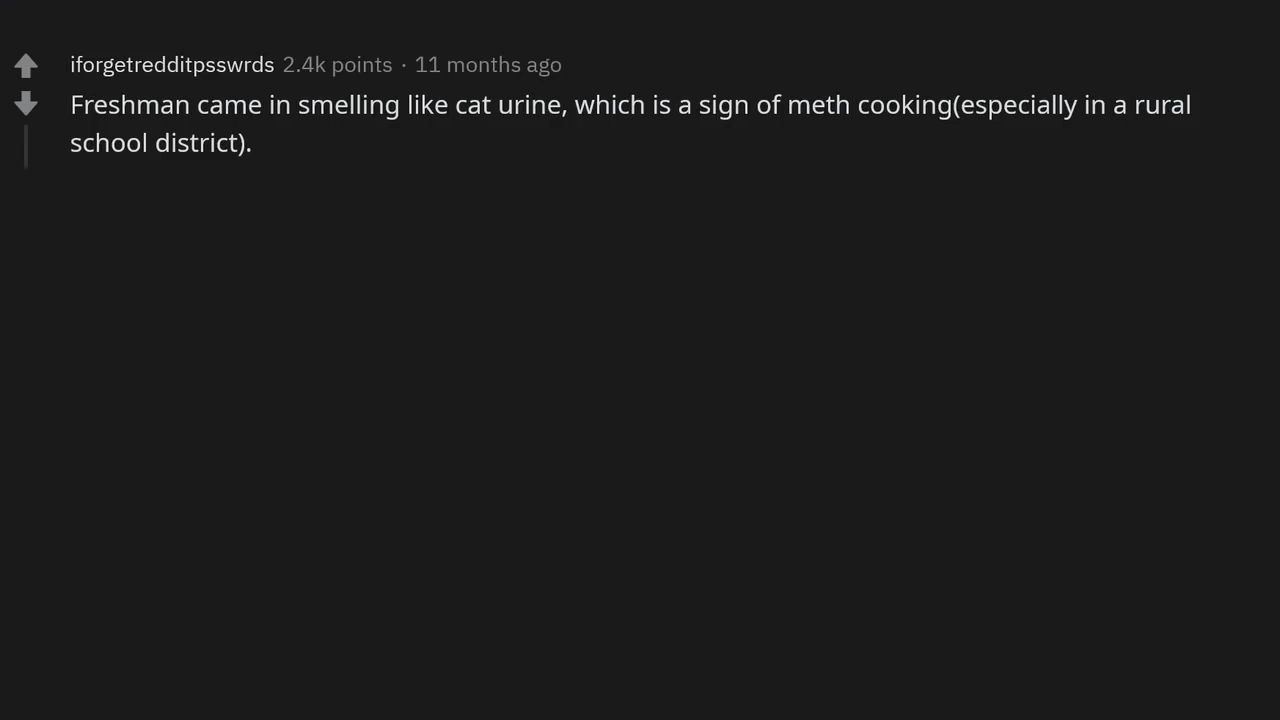 iforgetredditpsswrds 2.4k points · 11 months ago
Freshman came in smelling like cat urine, which is a sign of meth cooking(especially in a rural
school district).